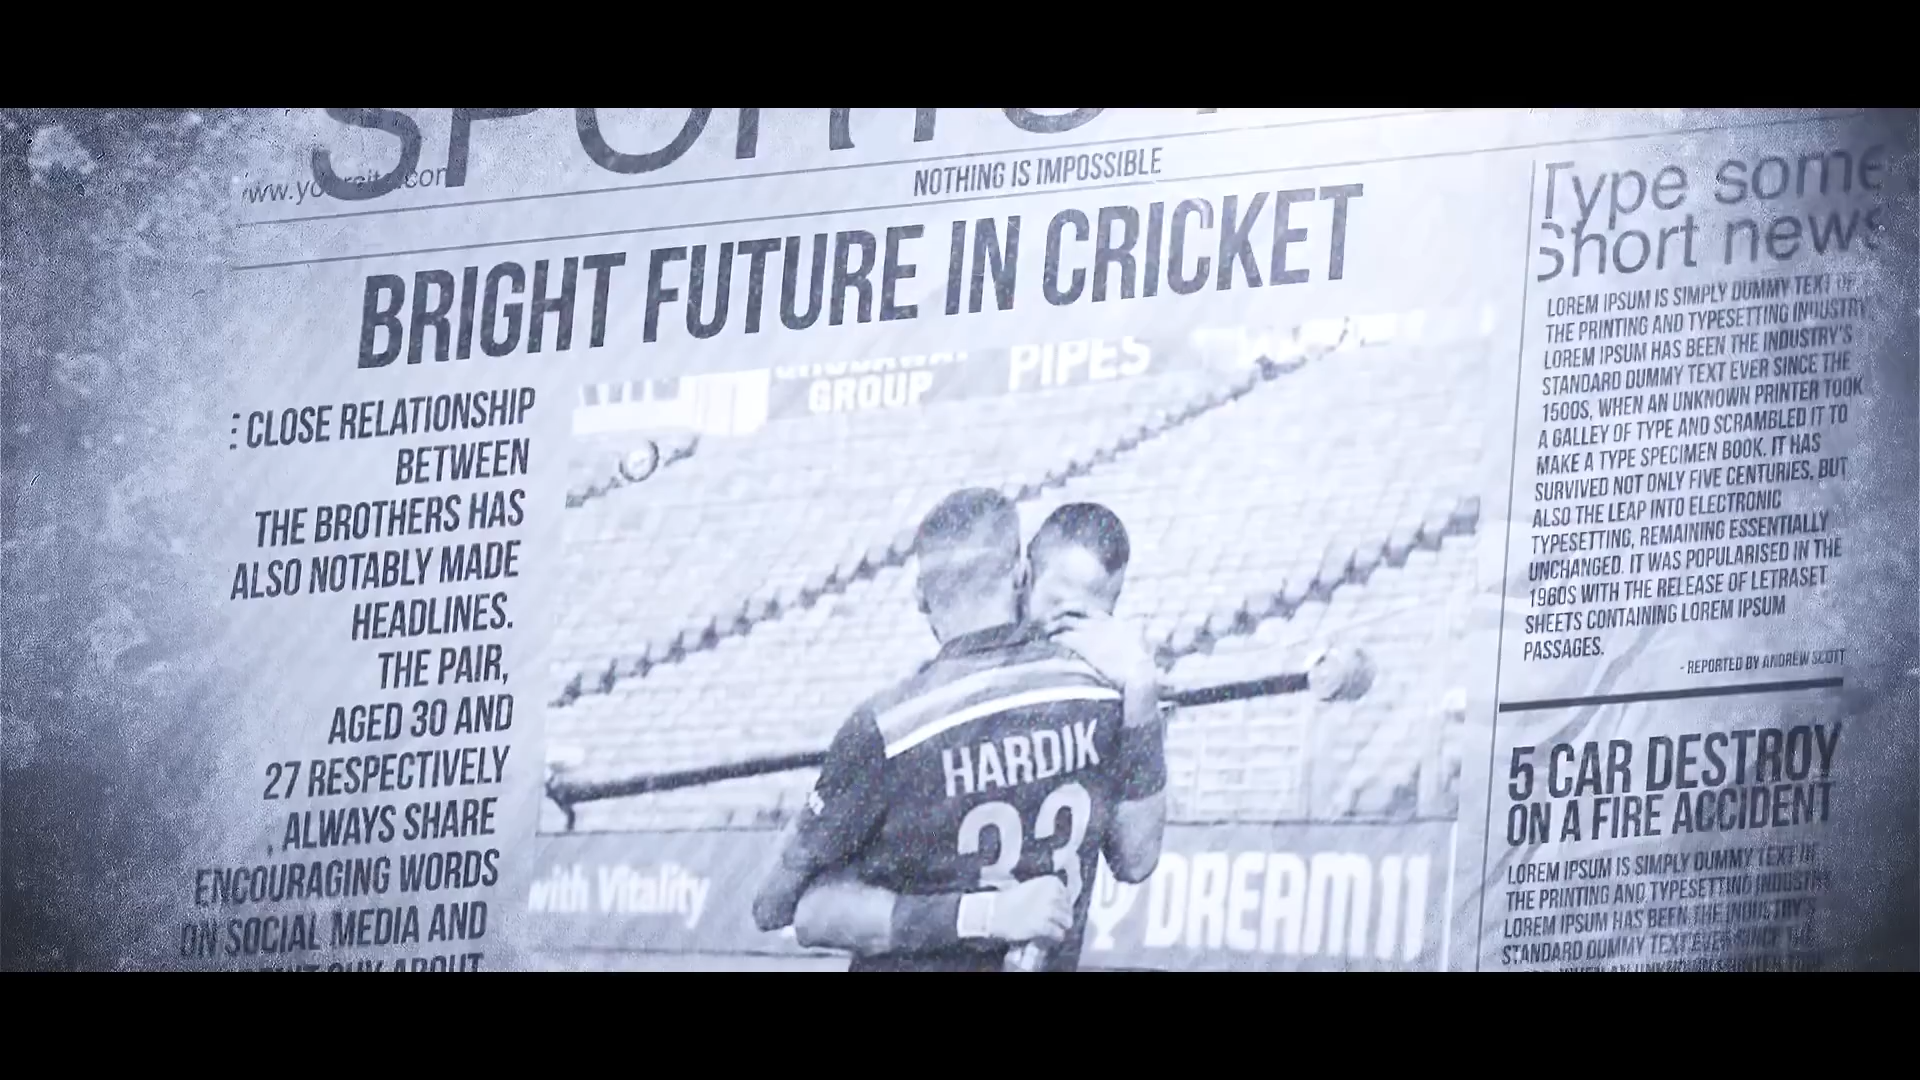 SPORTS
www.yoursite.com
NOTHING IS IMPOSSIBLE
BRIGHT FUTURE IN CRICKET
: CLOSE RELATIONSHIP
BETWEEN
THE BROTHERS HAS
ALSO NOTABLY MADE
HEADLINES.
THE PAIR,
AGED 30 AND
27 RESPECTIVELY
, ALWAYS SHARE
ENCOURAGING WORDS
ON SOCIAL MEDIA AND
ABOUT
GROUP
PIPES
HARDIK
33
with Vitality
DREAM11
Type some
Short news
LOREM IPSUM IS SIMPLY DUMMY TEXT OF
THE PRINTING AND TYPESETTING INDUSTRY
LOREM IPSUM HAS BEEN THE INDUSTRY'S
STANDARD DUMMY TEXT EVER SINCE THE
1500S, WHEN AN UNKNOWN PRINTER TOOK
A GALLEY OF TYPE AND SCRAMBLED IT TO
MAKE A TYPE SPECIMEN BOOK. IT HAS
SURVIVED NOT ONLY FIVE CENTURIES, BUT
ALSO THE LEAP INTO ELECTRONIC
TYPESETTING, REMAINING ESSENTIALLY
UNCHANGED. IT WAS POPULARISED IN THE
1960S WITH THE RELEASE OF LETRASET
SHEETS CONTAINING LOREM IPSUM
PASSAGES.
- REPORTED BY ANDREW SCOTT
5 CAR DESTROY
ON A FIRE ACCIDENT
LOREM IPSUM IS SIMPLY DUMMY TEXT OF
THE PRINTING AND TYPESETTING INDUSTRY
LOREM IPSUM HAS BEEN THE INDUSTRY'S
STANDARD DUMMY TEXT EVER SINCE THE